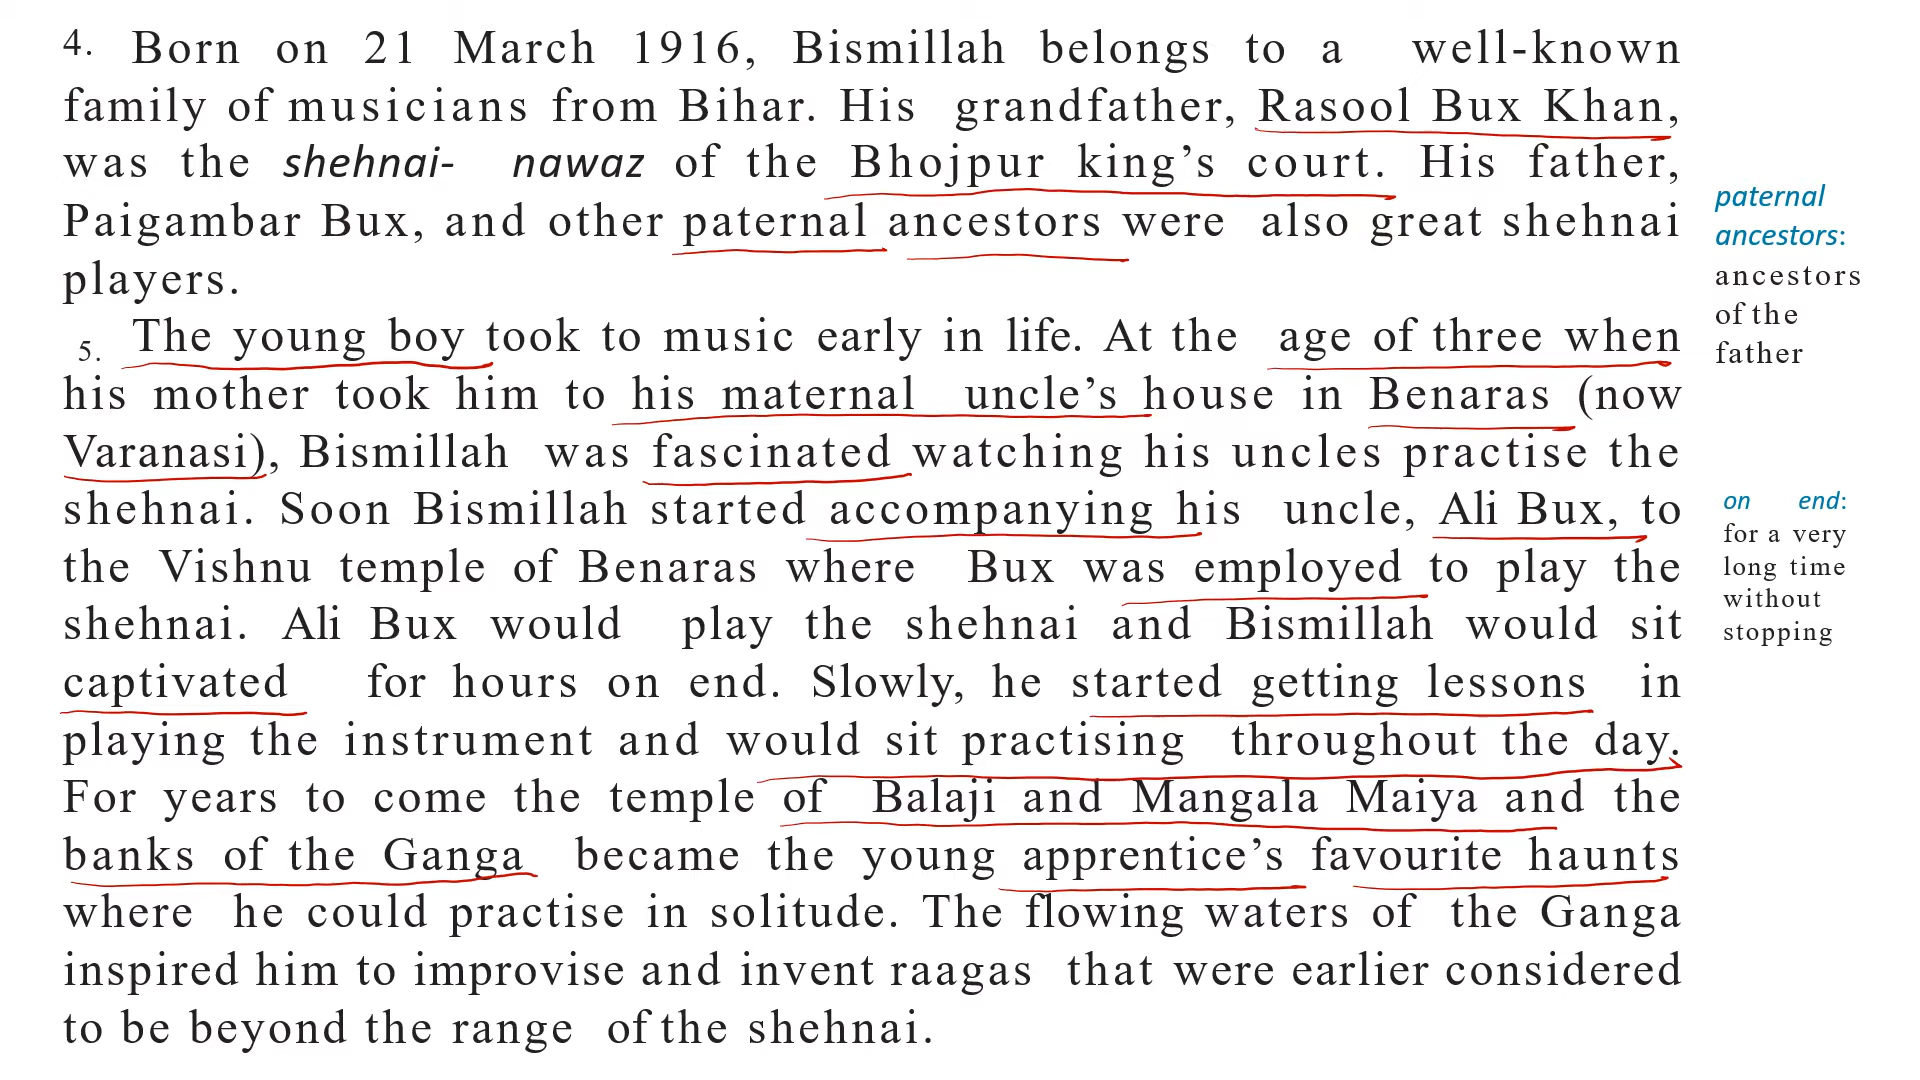 4. Born on 21 March 1916, Bismillah belongs to a well-known
family of musicians from Bihar. His grandfather, Rasool Bux Khan,
was the shehnai- nawaz of the Bhojpur king’s court. His father,
Paigambar Bux, and other paternal ancestors were also great shehnai
players.
5. The young boy took to music early in life. At the age of three when
his mother took him to his maternal uncle’s house in Benaras (now
Varanasi), Bismillah was fascinated watching his uncles practise the
shehnai. Soon Bismillah started accompanying his uncle, Ali Bux, to
the Vishnu temple of Benaras where Bux was employed to play the
shehnai. Ali Bux would play the shehnai and Bismillah would sit
captivated for hours on end. Slowly, he started getting lessons in
playing the instrument and would sit practising throughout the day.
For years to come the temple of Balaji and Mangala Maiya and the
banks of the Ganga became the young apprentice’s favourite haunts
where he could practise in solitude. The flowing waters of the Ganga
inspired him to improvise and invent raagas that were earlier considered
to be beyond the range of the shehnai.
paternal
ancestors:
ancestors
of the
father
on end:
for a very
long time
without
stopping